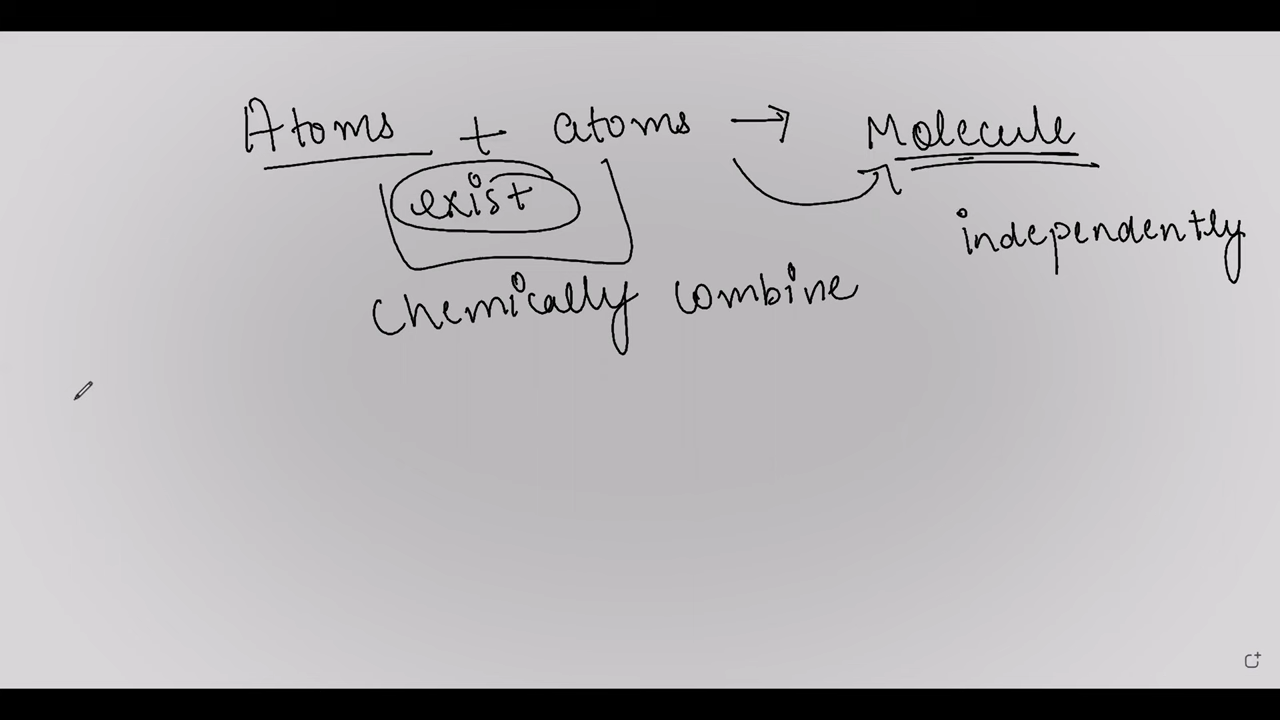 Atoms + atoms → Molecule
exist
independently
chemically combine